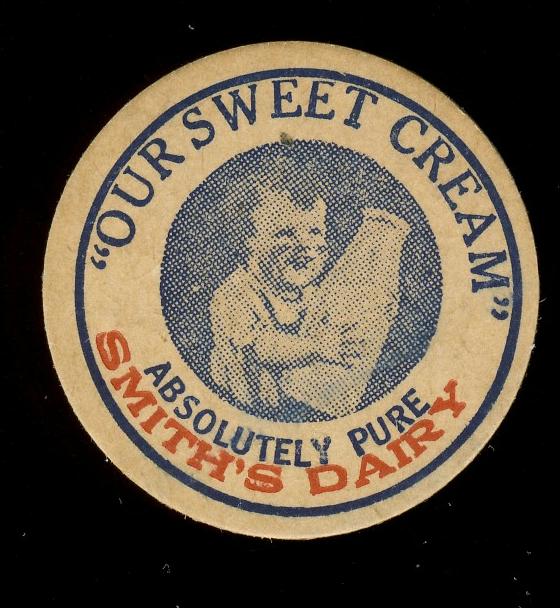 “OUR SWEET CREAM”
ABSOLUTELY PURE
SMITH'S DAIRY